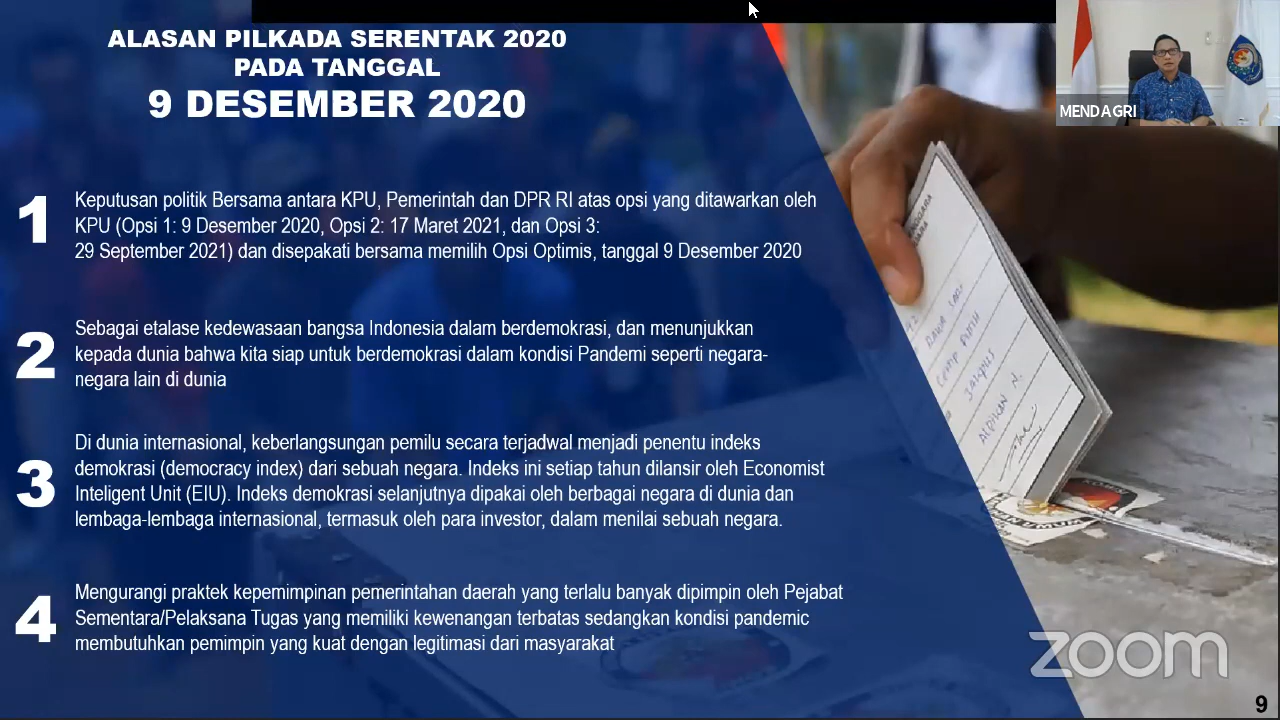 ALASAN PILKADA SERENTAK 2020
PADA TANGGAL
9 DESEMBER 2020
MENDAGRI
1
Keputusan politik Bersama antara KPU, Pemerintah dan DPR RI atas opsi yang ditawarkan oleh
KPU (Opsi 1: 9 Desember 2020, Opsi 2: 17 Maret 2021, dan Opsi 3:
29 September 2021) dan disepakati bersama memilih Opsi Optimis, tanggal 9 Desember 2020
2
Sebagai etalase kedewasaan bangsa Indonesia dalam berdemokrasi, dan menunjukkan
kepada dunia bahwa kita siap untuk berdemokrasi dalam kondisi Pandemi seperti negara-
negara lain di dunia
3
Di dunia internasional, keberlangsungan pemilu secara terjadwal menjadi penentu indeks
demokrasi (democracy index) dari sebuah negara. Indeks ini setiap tahun dilansir oleh Economist
Inteligent Unit (EIU). Indeks demokrasi selanjutnya dipakai oleh berbagai negara di dunia dan
lembaga-lembaga internasional, termasuk oleh para investor, dalam menilai sebuah negara.
4
Mengurangi praktek kepemimpinan pemerintahan daerah yang terlalu banyak dipimpin oleh Pejabat
Sementara/Pelaksana Tugas yang memiliki kewenangan terbatas sedangkan kondisi pandemic
membutuhkan pemimpin yang kuat dengan legitimasi dari masyarakat
zoom
9